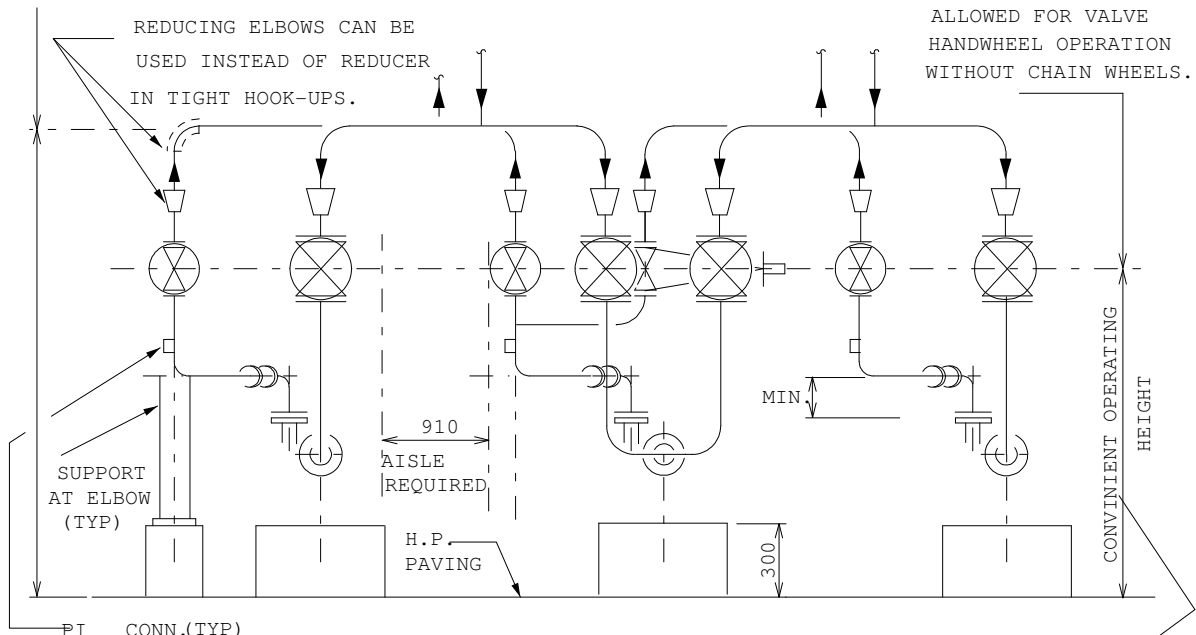 REDUCING ELBOWS CAN BE
USED INSTEAD OF REDUCER
IN TIGHT HOOK-UPS.
ALLOWED FOR VALVE
HANDWHEEL OPERATION
WITHOUT CHAIN WHEELS.
MIN.
910
AISLE
REQUIRED
SUPPORT
AT ELBOW
(TYP)
H.P.
PAVING
300
CONVINIENT OPERATING
HEIGHT
PI CONN.(TYP)